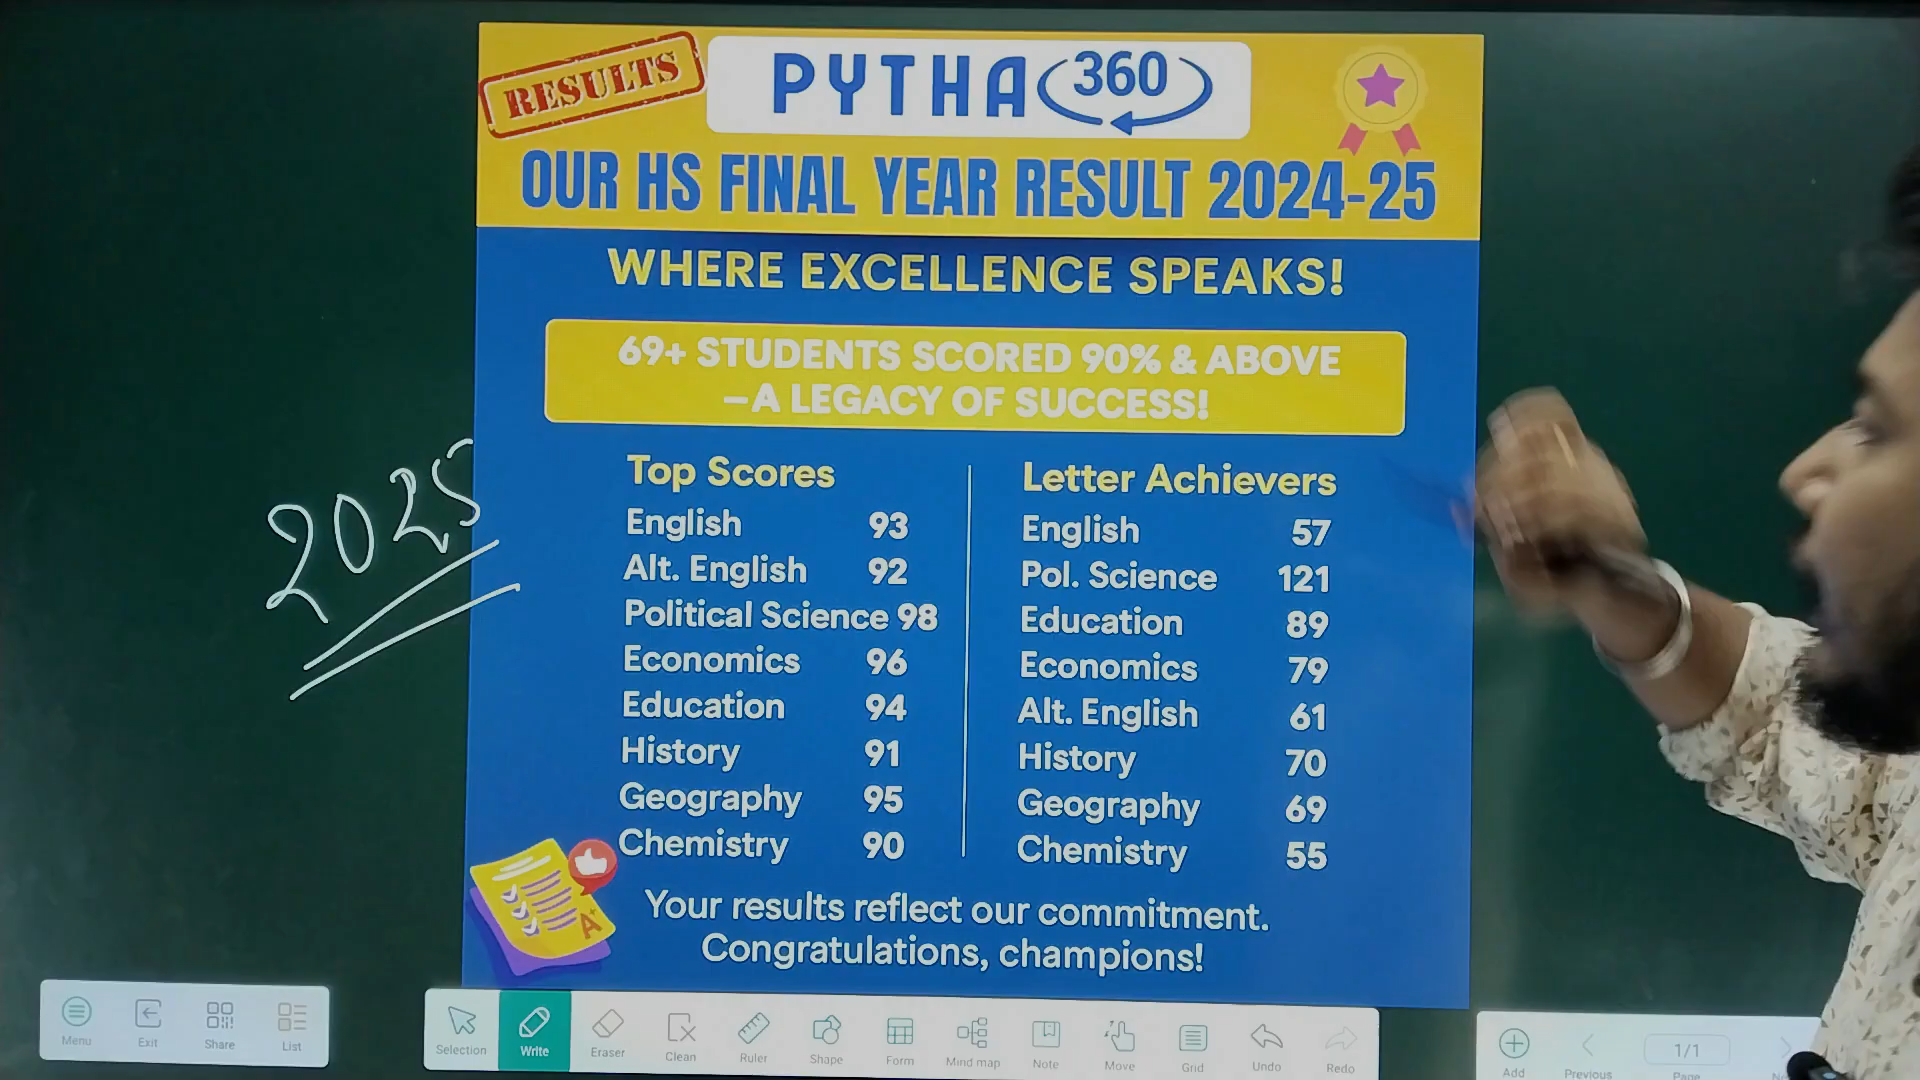 RESULTS
PYTHA 360
OUR HS FINAL YEAR RESULT 2024-25
WHERE EXCELLENCE SPEAKS!
69+ STUDENTS SCORED 90% & ABOVE
–A LEGACY OF SUCCESS!
2025
Top Scores
English 93
Alt. English 92
Political Science 98
Economics 96
Education 94
History 91
Geography 95
Chemistry 90
Letter Achievers
English 57
Pol. Science 121
Education 89
Economics 79
Alt. English 61
History 70
Geography 69
Chemistry 55
A+
Your results reflect our commitment.
Congratulations, champions!
Menu Exit Share List
Selection Write Eraser Clean Ruler Shape Form Mind map Note Move Grid Undo Redo
Add Previous 1/1 Page